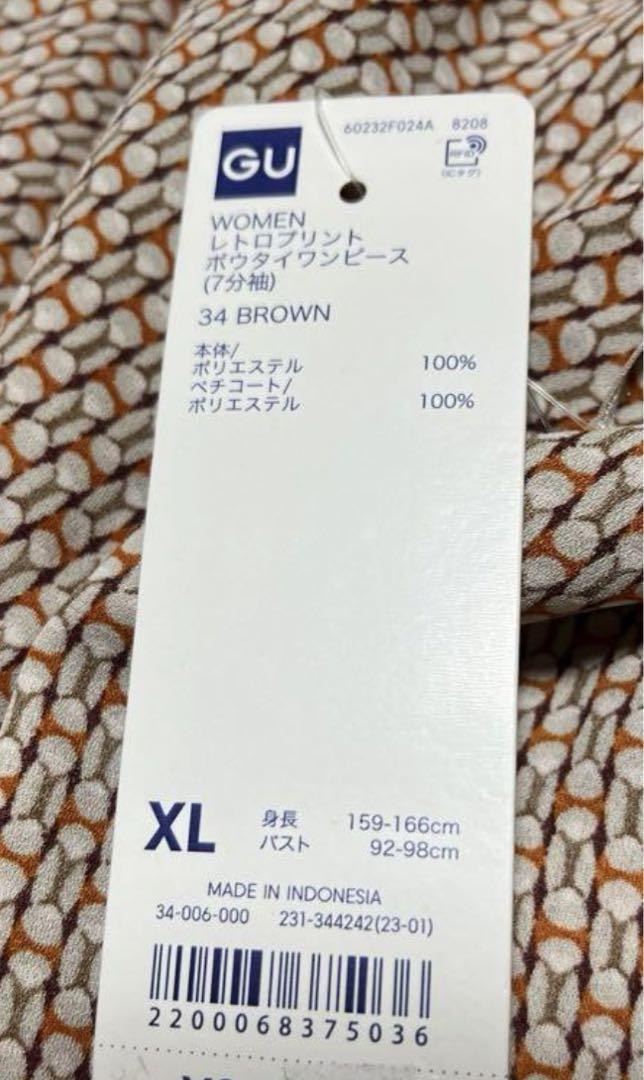 60232F024A 8208
GU
RFID
(ICタグ)
WOMEN
レトロプリント
ボウタイワンピース
(7分袖)
34 BROWN
本体/
ポリエステル 100%
ペチコート/
ポリエステル 100%
XL 身長 159-166cm
バスト 92-98cm
MADE IN INDONESIA
34-006-000 231-344242(23-01)
2200068375036